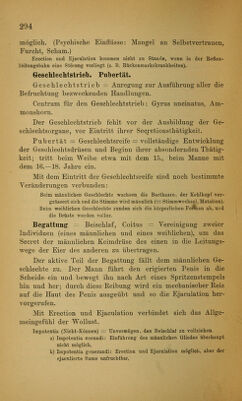 294
möglich. (Psychische Einflüsse: Mangel an Selbstvertrauen,
Furcht, Scham.)
Erection und Ejaculation kommen nicht zu Stande, wenn in der Reflex-
leitungsbahn eine Störung vorliegt (z. B. Rückenmarkskrankheiten).
Geschlechtstrieb. Pubertät.
Geschlechtstrieb = Anregung zur Ausführung aller die
Befruchtung bezweckenden Handlungen.
Centrum für den Geschlechtstrieb: Gyrus uncinatus, Am-
monshorn.
Der Geschlechtstrieb fehlt vor der Ausbildung der Ge-
schlechtsorgane, vor Eintritt ihrer Secretionsthätigkeit.
Pubertät = Geschlechtsreife = vollständige Entwicklung
der Geschlechtsdrüsen und Beginn ihrer absondernden Thätig-
keit; tritt beim Weibe etwa mit dem 15., beim Manne mit
dem 16.—18. Jahre ein.
Mit dem Eintritt der Geschlechtsreife sind noch bestimmte
Veränderungen verbunden:
Beim männlichen Geschlechte wachsen die Barthaare, der Kehlkopf ver-
grössert sich und die Stimme wird männlich tief (Stimmwechsel, Mutation).
Beim weiblichen Geschlechte runden sich die körperlichen Formen ab, und
die Brüste werden voller.
Begattung = Beischlaf, Coitus = Vereinigung zweier
Individuen (eines männlichen und eines weiblichen), um das
Secret der männlichen Keimdrüse des einen in die Leitungs-
wege der Eier des anderen zu übertragen.
Der active Teil der Begattung fällt dem männlichen Ge-
schlechte zu. Der Mann führt den erigierten Penis in die
Scheide ein und bewegt ihn nach Art eines Spritzenstempels
hin und her; durch diese Reibung wird ein mechanischer Reiz
auf die Haut des Penis ausgeübt und so die Ejaculation her-
vorgerufen.
Mit Erection und Ejaculation verbindet sich das Allge-
meingefühl der Wollust.
Impotentia (Nicht-Können) = Unvermögen, den Beischlaf zu vollziehen.
a) Impotentia coeundi: Einführung des männlichen Gliedes überhaupt
nicht möglich.
b) Impotentia generandi: Erection und Ejaculation möglich, aber der
ejaculierte Same unfruchtbar.